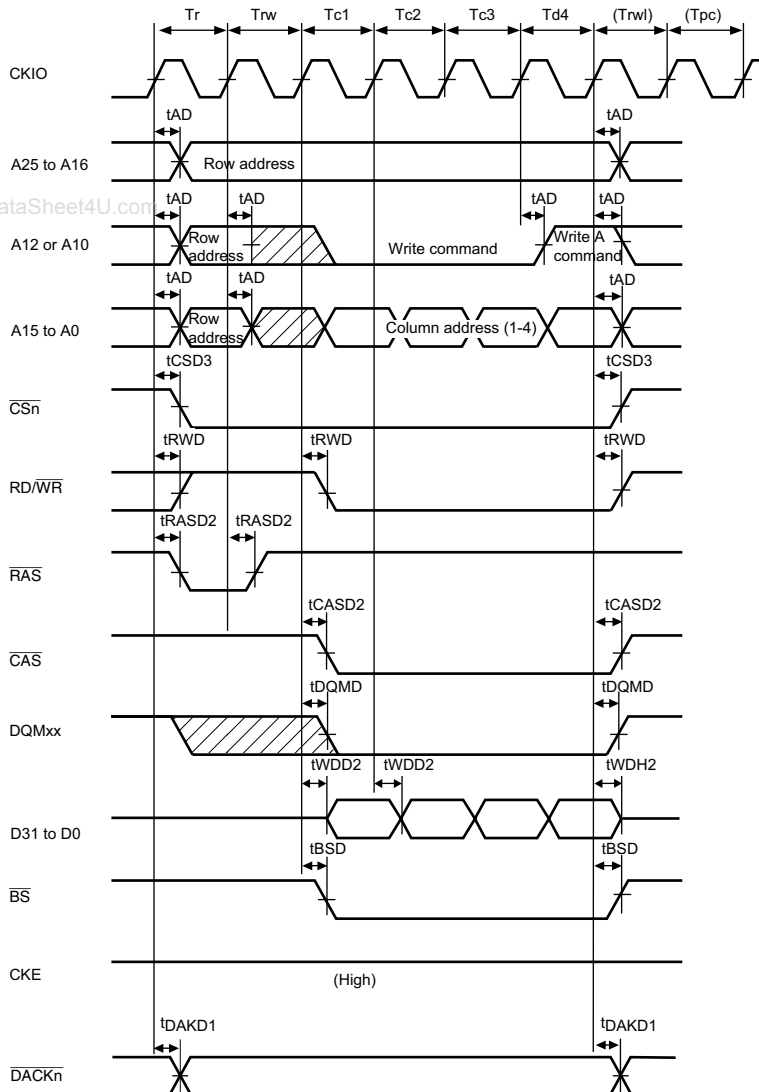 Tr Trw Tc1 Tc2 Tc3 Td4 (Trwl) (Tpc)
CKIO
tAD tAD
A25 to A16 Row address
ataSheet4U.com
tAD tAD tAD tAD
A12 or A10 Row address Write command Write A command
tAD tAD tAD
A15 to A0 Row address Column address (1-4)
tCSD3 tCSD3
CSn
tRWD tRWD tRWD
RD/WR
tRASD2 tRASD2
RAS
tCASD2 tCASD2
CAS
tDQMD tDQMD
DQMxx
tWDD2 tWDD2 tWDH2
D31 to D0
tBSD tBSD
BS
CKE
(High)
tDAKD1 tDAKD1
DACKn